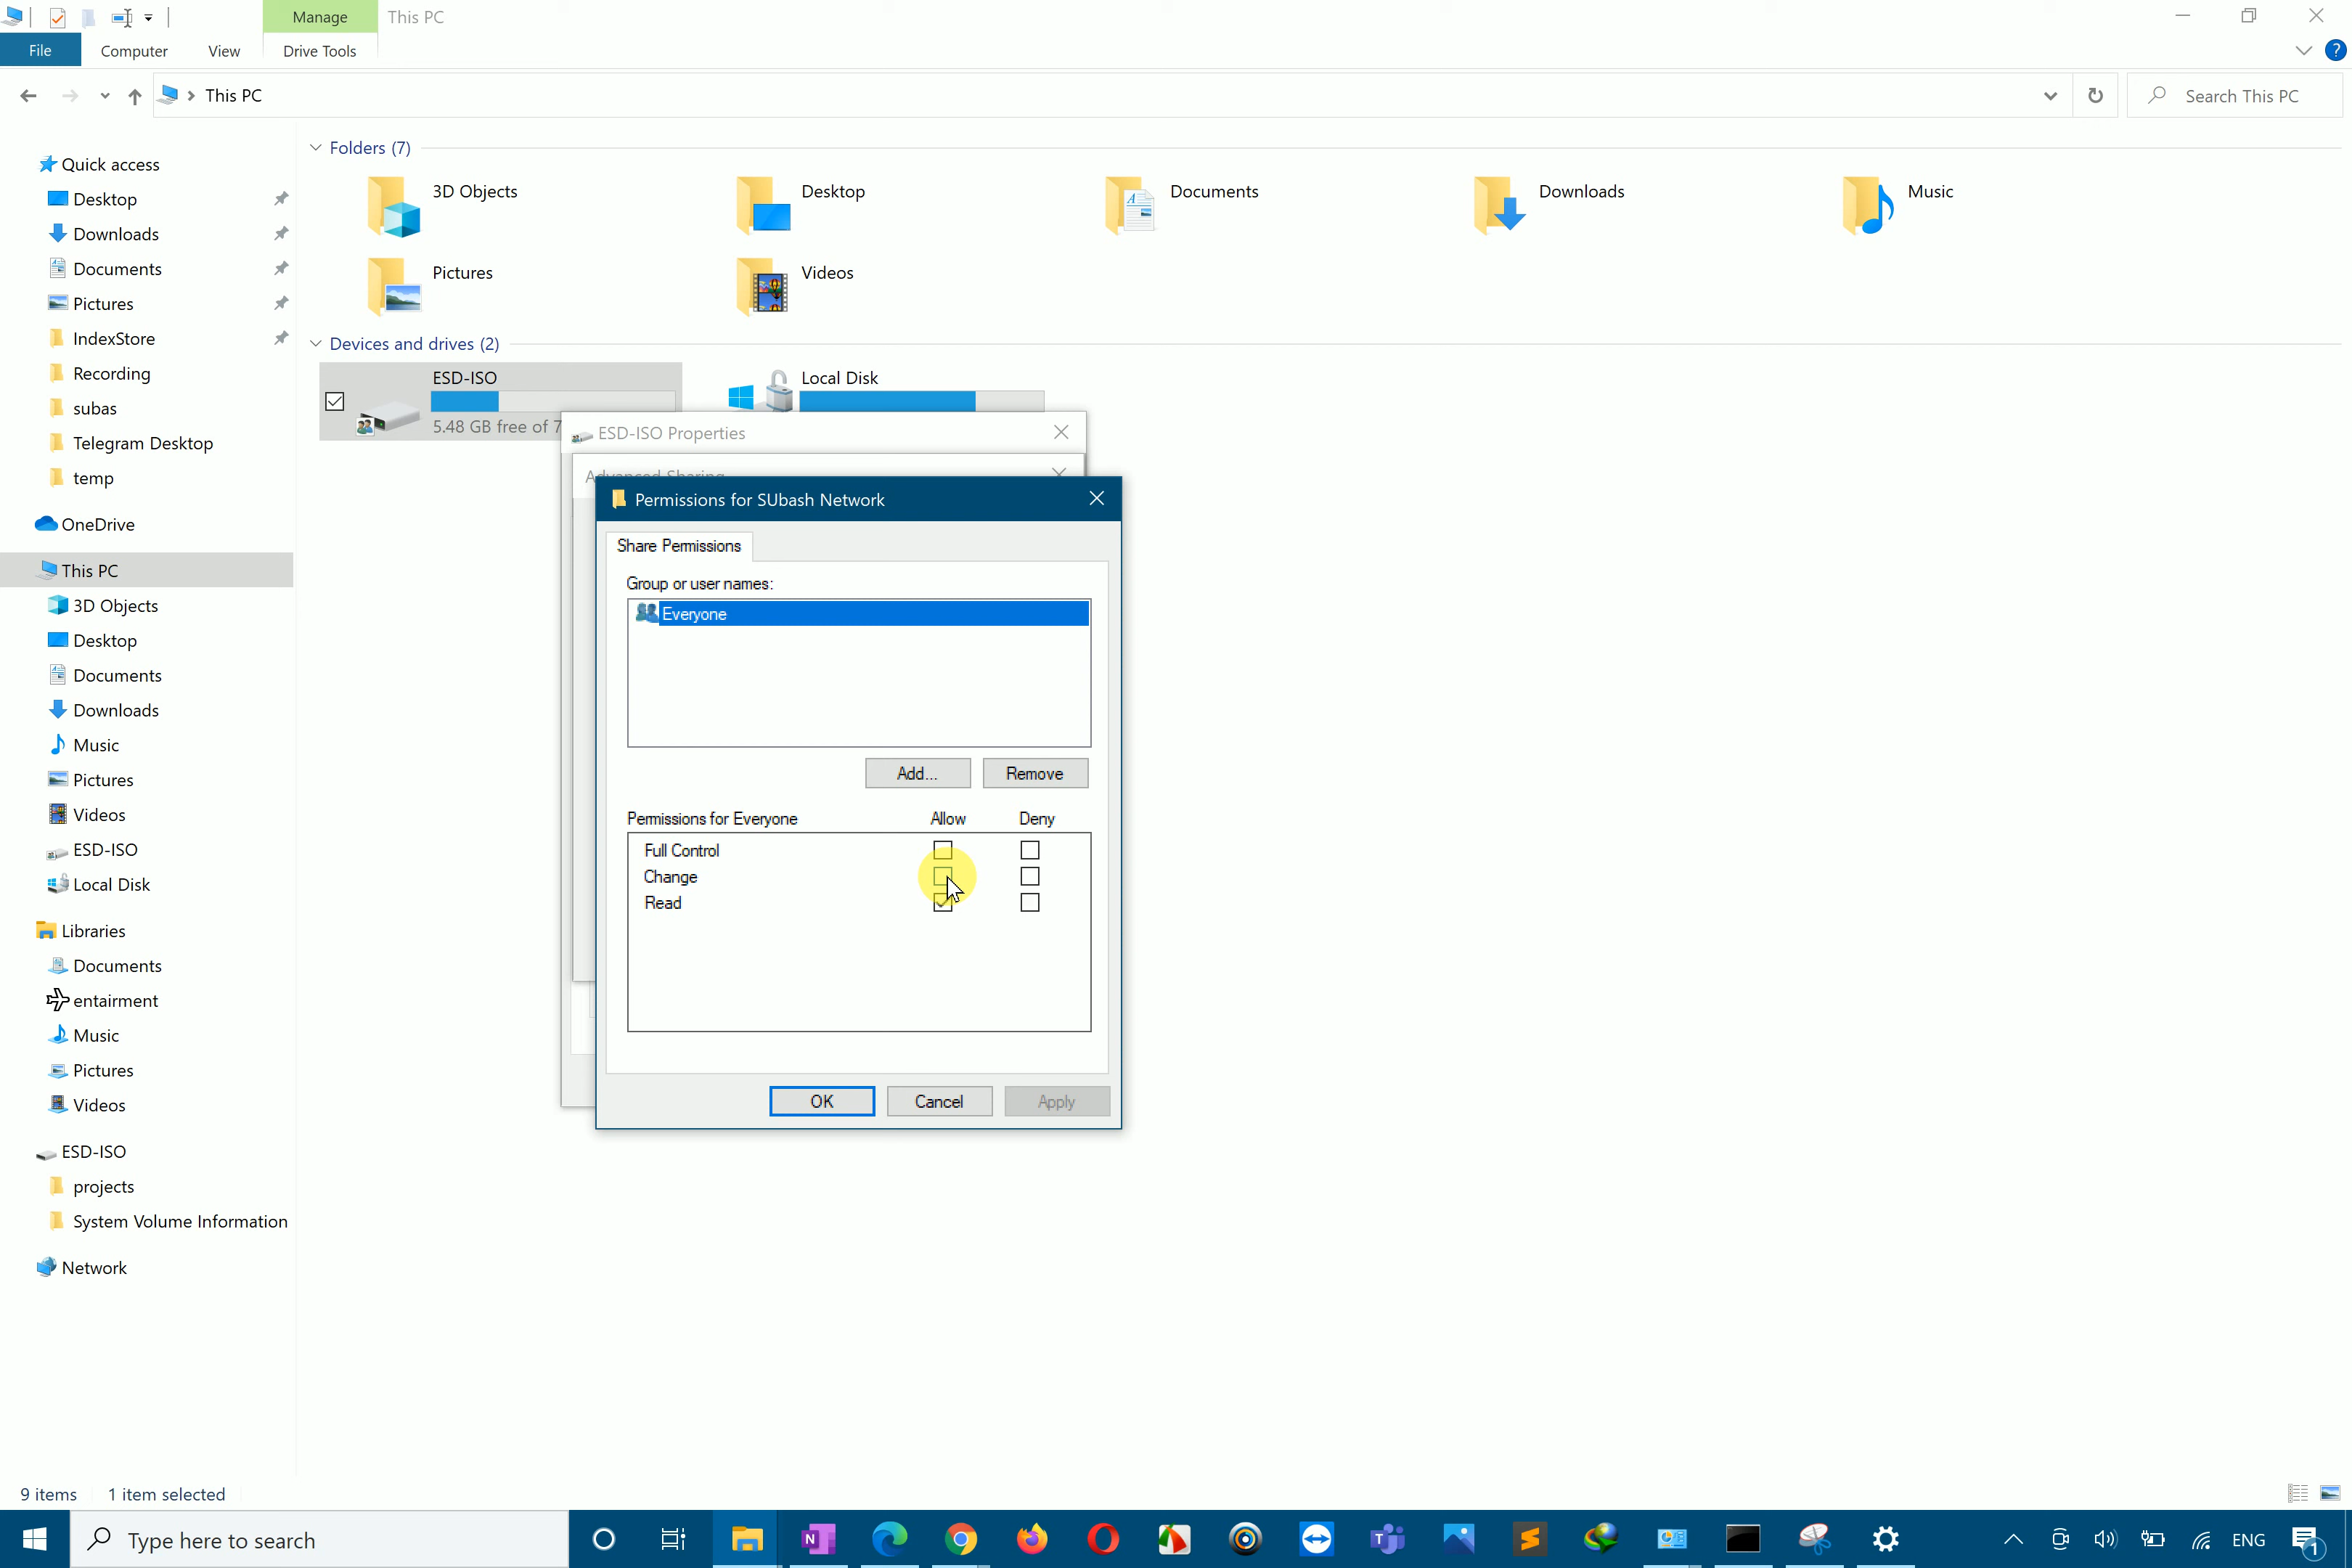 Manage
This PC
File
Computer
View
Drive Tools
This PC
Search This PC
Quick access
Desktop
Downloads
Documents
Pictures
IndexStore
Recording
subas
Telegram Desktop
temp
OneDrive
This PC
3D Objects
Desktop
Documents
Downloads
Music
Pictures
Videos
ESD-ISO
Local Disk
Libraries
Documents
entairment
Music
Pictures
Videos
ESD-ISO
projects
System Volume Information
Network
Folders (7)
3D Objects
Desktop
Documents
Downloads
Music
Pictures
Videos
Devices and drives (2)
ESD-ISO
5.48 GB free of 7
Local Disk
ESD-ISO Properties
Advanced Sharing
Permissions for SUbash Network
Share Permissions
Group or user names:
Everyone
Add...
Remove
Permissions for Everyone Allow Deny
Full Control
Change
Read
OK
Cancel
Apply
9 items
1 item selected
Type here to search
ENG
1